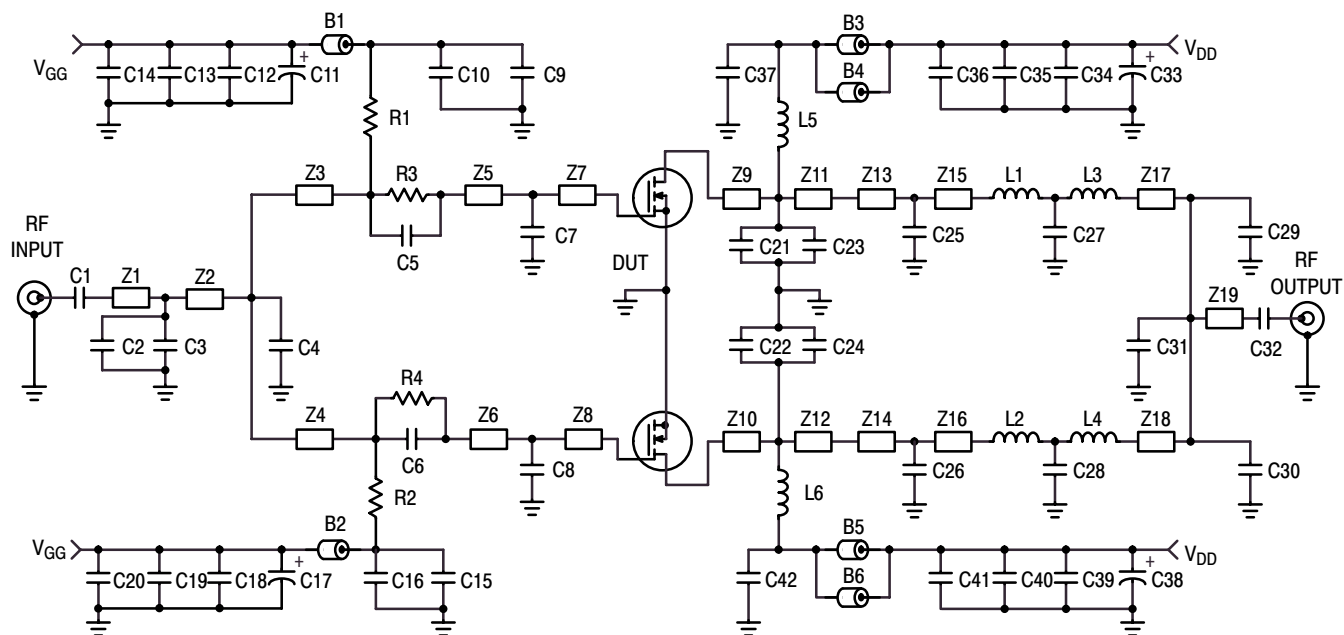 B1
B3
V_GG
C14
C13
C12
+
C11
C10
C9
C37
B4
C36
C35
C34
+
C33
V_DD
R1
L5
Z3
R3
Z5
Z7
Z9
Z11
Z13
Z15
L1
L3
Z17
RF
INPUT
C5
C7
C21
C23
C25
C27
C29
DUT
RF
OUTPUT
C1
Z1
Z2
Z19
C2
C3
C4
C22
C24
C31
C32
R4
Z4
Z6
Z8
Z10
Z12
Z14
Z16
L2
L4
Z18
C6
C8
C26
C28
C30
R2
L6
V_GG
B2
B5
V_DD
C20
C19
C18
+
C17
C16
C15
C42
B6
C41
C40
C39
+
C38